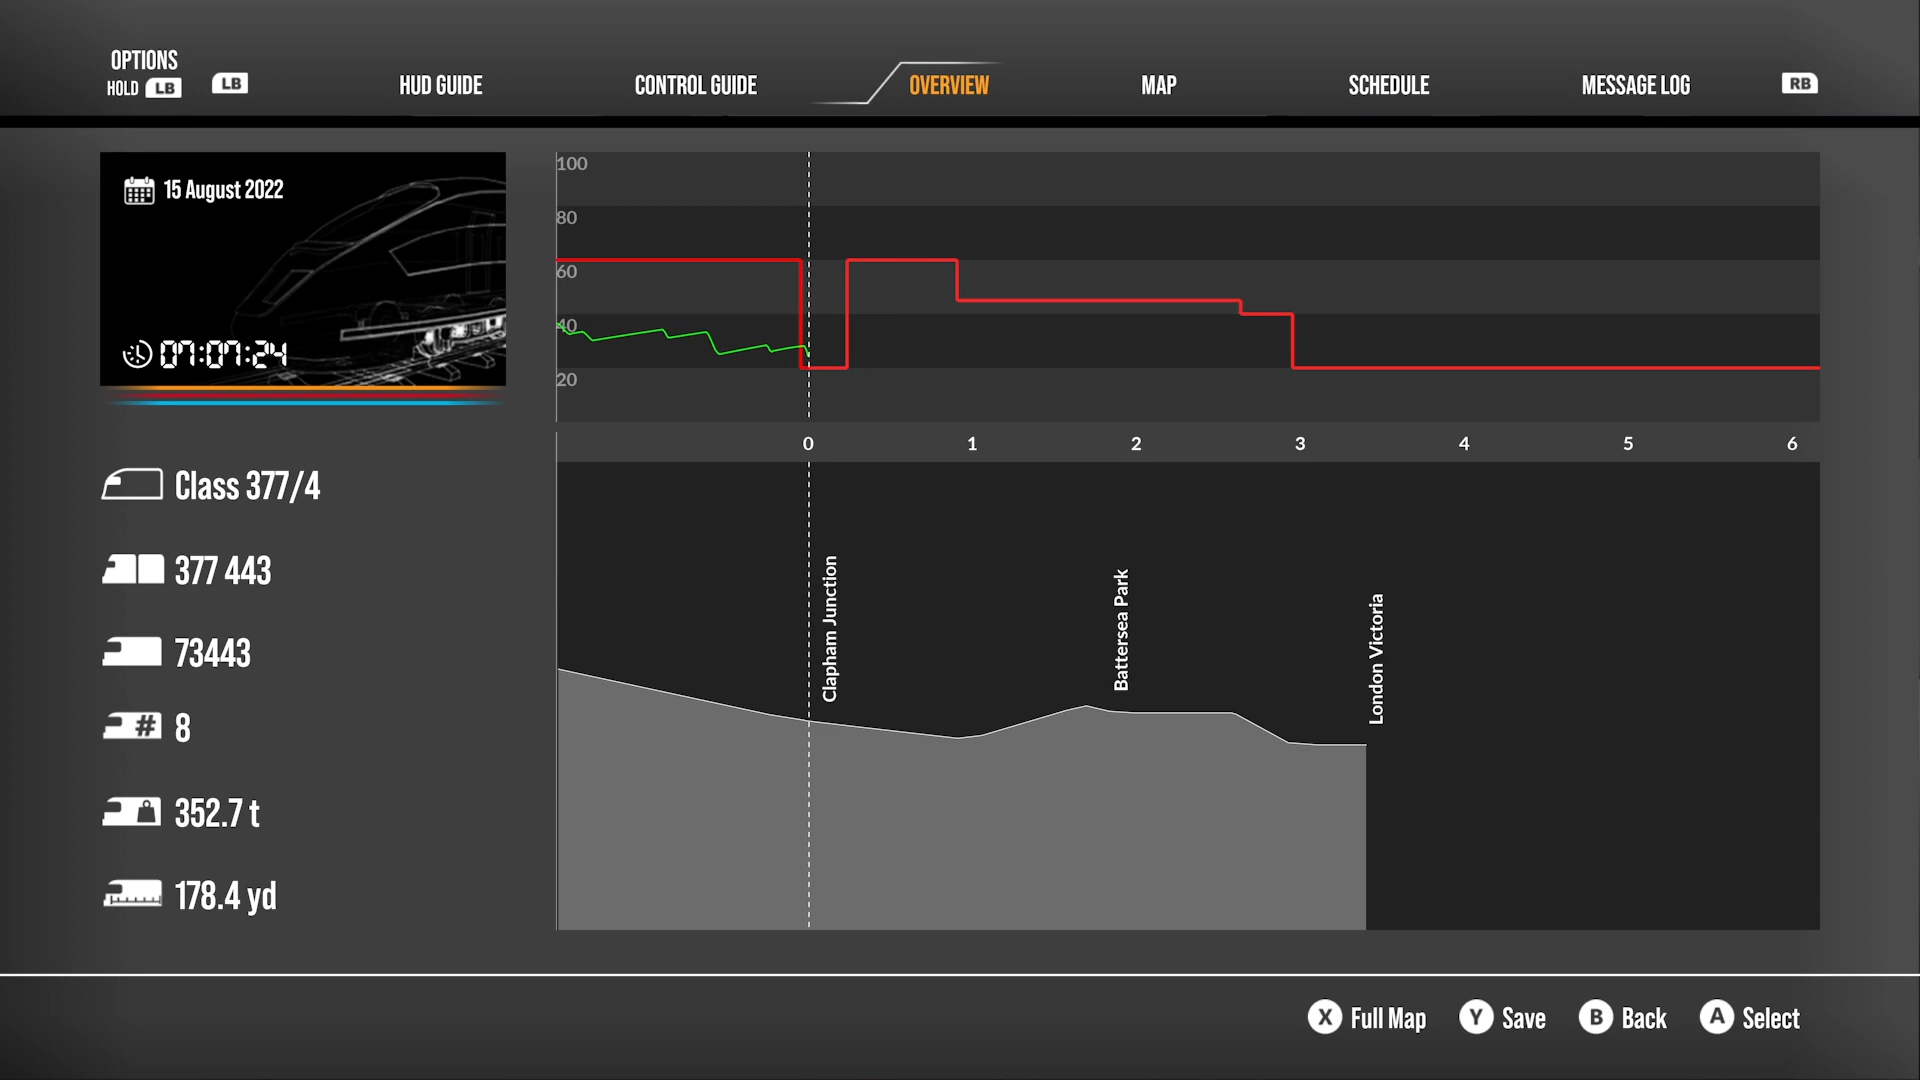 OPTIONS
HOLD LB
LB
HUD GUIDE
CONTROL GUIDE
OVERVIEW
MAP
SCHEDULE
MESSAGE LOG
RB
15 August 2022
07:07:24
Class 377/4
377 443
73443
# 8
352.7 t
178.4 yd
100
80
60
40
20
0 1 2 3 4 5 6
Clapham Junction
Battersea Park
London Victoria
X Full Map
Y Save
B Back
A Select